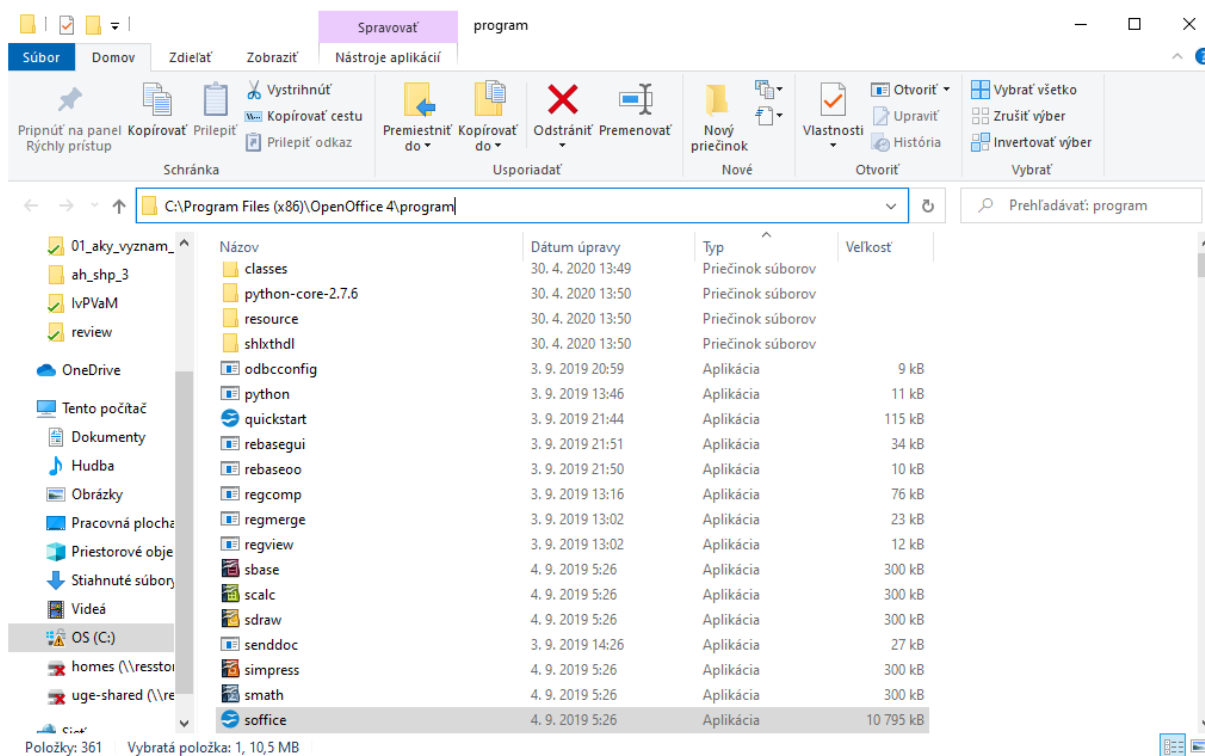 Spravovať program
Súbor Domov Zdieľať Zobraziť Nástroje aplikácií
Pripnúť na panel Rýchly prístup
Kopírovať
Prilepiť
Vystrihnúť
Kopírovať cestu
Prilepiť odkaz
Schránka
Premiestniť do
Kopírovať do
Odstrániť
Premenovať
Usporiadať
Nový priečinok
Nové
Vlastnosti
Otvoriť
Upraviť
História
Otvoriť
Vybrať všetko
Zrušiť výber
Invertovať výber
Vybrať
C:\Program Files (x86)\OpenOffice 4\program
Prehľadávať: program
01_aky_vyznam_
ah_shp_3
IvPVaM
review
OneDrive
Tento počítač
Dokumenty
Hudba
Obrázky
Pracovná plocha
Priestorové obje
Stiahnuté súbory
Videá
OS (C:)
homes (\\resstor
uge-shared (\\re
Sieť
Názov Dátum úpravy Typ Veľkosť
classes 30. 4. 2020 13:49 Priečinok súborov
python-core-2.7.6 30. 4. 2020 13:50 Priečinok súborov
resource 30. 4. 2020 13:50 Priečinok súborov
shlxthdl 30. 4. 2020 13:50 Priečinok súborov
odbcconfig 3. 9. 2019 20:59 Aplikácia 9 kB
python 3. 9. 2019 13:46 Aplikácia 11 kB
quickstart 3. 9. 2019 21:44 Aplikácia 115 kB
rebasegui 3. 9. 2019 21:51 Aplikácia 34 kB
rebaseoo 3. 9. 2019 21:50 Aplikácia 10 kB
regcomp 3. 9. 2019 13:16 Aplikácia 76 kB
regmerge 3. 9. 2019 13:02 Aplikácia 23 kB
regview 3. 9. 2019 13:02 Aplikácia 12 kB
sbase 4. 9. 2019 5:26 Aplikácia 300 kB
scalc 4. 9. 2019 5:26 Aplikácia 300 kB
sdraw 4. 9. 2019 5:26 Aplikácia 300 kB
senddoc 3. 9. 2019 14:26 Aplikácia 27 kB
simpress 4. 9. 2019 5:26 Aplikácia 300 kB
smath 4. 9. 2019 5:26 Aplikácia 300 kB
soffice 4. 9. 2019 5:26 Aplikácia 10 795 kB
Položky: 361 Vybratá položka: 1, 10,5 MB